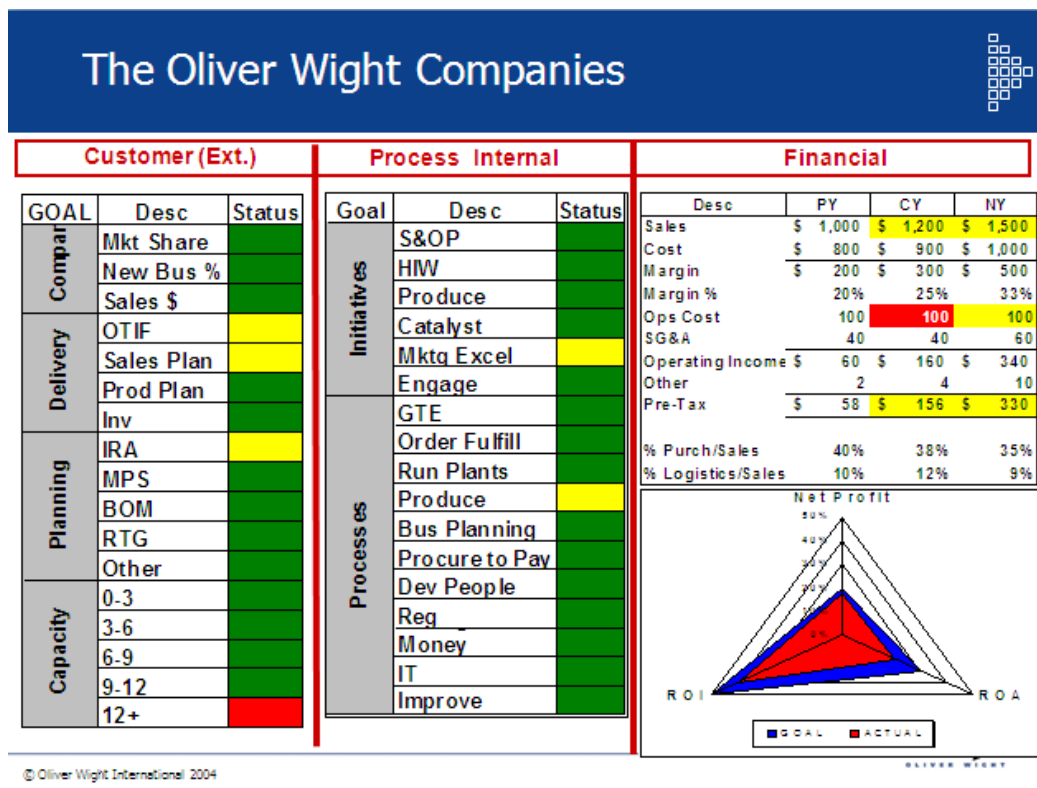 The Oliver Wight Companies
Customer (Ext.)
Process Internal
Financial
GOAL Desc Status
Compar
Mkt Share
New Bus %
Sales $
Delivery
OTIF
Sales Plan
Prod Plan
Inv
Planning
IRA
MPS
BOM
RTG
Other
Capacity
0-3
3-6
6-9
9-12
12+
Goal Desc Status
Initiatives
S&OP
HIW
Produce
Catalyst
Mktg Excel
Engage
Processes
GTE
Order Fulfill
Run Plants
Produce
Bus Planning
Procure to Pay
Dev People
Reg
Money
IT
Improve
Desc PY CY NY
Sales $ 1,000 $ 1,200 $ 1,500
Cost 800 $ 900 $ 1,000
Margin $ 200 $ 300 $ 500
Margin % 20% 25% 33%
Ops Cost 100 100 100
SG&A 40 40 60
Operating Income $ 60 $ 160 $ 340
Other 2 4 10
Pre-Tax $ 58 $ 156 $ 330
% Purch/Sales 40% 38% 35%
% Logistics/Sales 10% 12% 9%
Net Profit
50%
40%
0%
ROI
ROA
GOAL ACTUAL
© Oliver Wight International 2004
OLIVER WIGHT